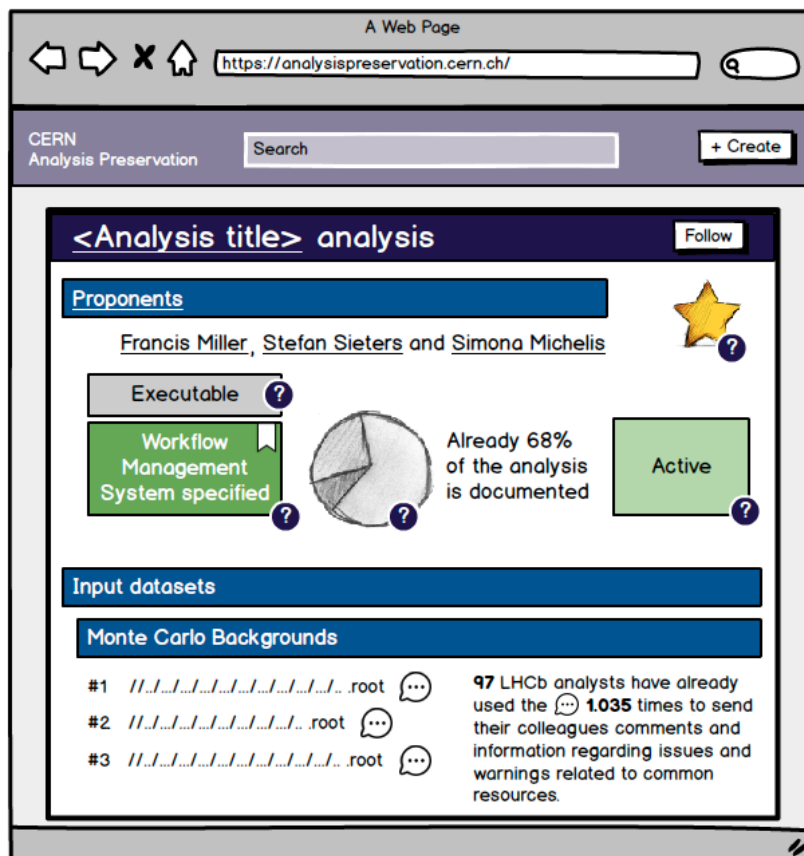 A Web Page
https://analysispreservation.cern.ch/
CERN
Analysis Preservation
Search
+ Create
<Analysis title> analysis
Follow
Proponents
Francis Miller, Stefan Sieters and Simona Michelis
?
Executable
?
Workflow
Management
System specified
?
?
Already 68%
of the analysis
is documented
Active
?
Input datasets
Monte Carlo Backgrounds
#1 //../.../.../.../.../.../.../.../.../.../.. .root
#2 //../.../.../.../.../.../.../.../.. .root
#3 //../.../.../.../.../.../.../.../.../.../.. .root
97 LHCb analysts have already
used the 1.035 times to send
their colleagues comments and
information regarding issues and
warnings related to common
resources.